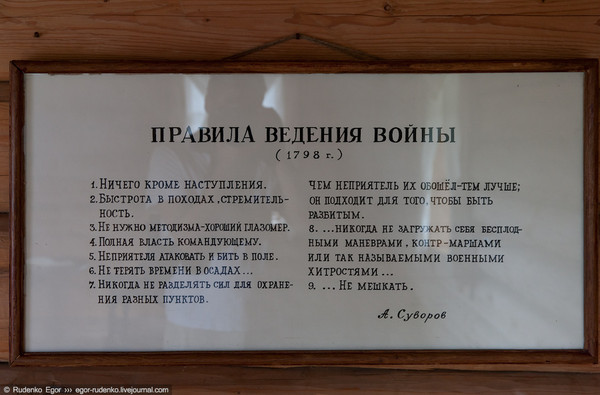 ПРАВИЛА ВЕДЕНИЯ ВОЙНЫ
(1798 г.)
1. НИЧЕГО КРОМЕ НАСТУПЛЕНИЯ.
2. БЫСТРОТА В ПОХОДАХ, СТРЕМИТЕЛЬ-
НОСТЬ.
3. НЕ НУЖНО МЕТОДИЗМА-ХОРОШИЙ ГЛАЗОМЕР.
4. ПОЛНАЯ ВЛАСТЬ КОМАНДУЮЩЕМУ.
5. НЕПРИЯТЕЛЯ АТАКОВАТЬ И БИТЬ В ПОЛЕ.
6. НЕ ТЕРЯТЬ ВРЕМЕНИ В ОСАДАХ...
7. НИКОГДА НЕ РАЗДЕЛЯТЬ СИЛ ДЛЯ ОХРАНЕ-
НИЯ РАЗНЫХ ПУНКТОВ.
ЧЕМ НЕПРИЯТЕЛЬ ИХ ОБОШЁЛ-ТЕМ ЛУЧШЕ;
ОН ПОДХОДИТ ДЛЯ ТОГО, ЧТОБЫ БЫТЬ
РАЗБИТЫМ.
8. ...НИКОГДА НЕ ЗАГРУЖАТЬ СЕБЯ БЕСПЛОД-
НЫМИ МАНЕВРАМИ, КОНТР-МАРШАМИ
ИЛИ ТАК НАЗЫВАЕМЫМИ ВОЕННЫМИ
ХИТРОСТЯМИ...
9. ... НЕ МЕШКАТЬ.
А. Суворов
© Rudenko Egor ››› egor-rudenko.livejournal.com